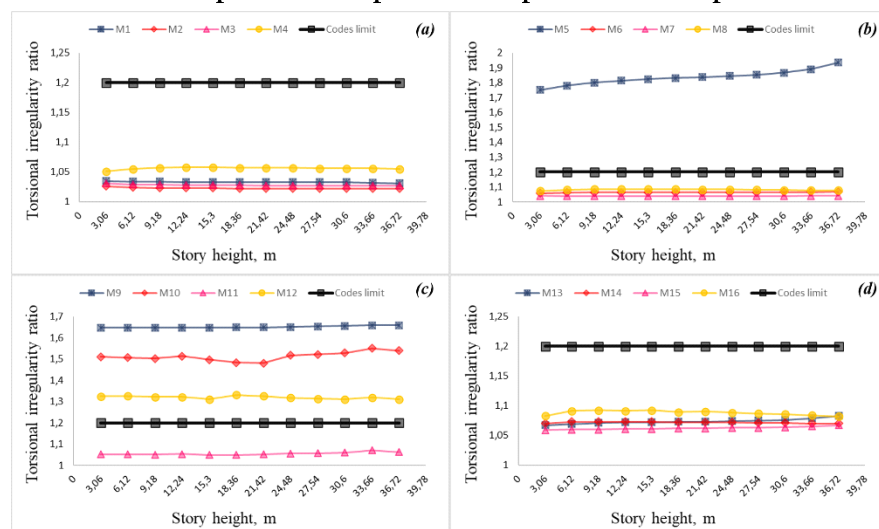 M1 M2 M3 M4 Codes limit
(a)
Torsional irregularity ratio
1,25
1,2
1,15
1,1
1,05
1
0 3,06 6,12 9,18 12,24 15,3 18,36 21,42 24,48 27,54 30,6 33,66 36,72 39,78
Story height, m
M5 M6 M7 M8 Codes limit
(b)
Torsional irregularity ratio
2
1,9
1,8
1,7
1,6
1,5
1,4
1,3
1,2
1,1
1
0 3,06 6,12 9,18 12,24 15,3 18,36 21,42 24,48 27,54 30,6 33,66 36,72 39,78
Story height, m
M9 M10 M11 M12 Codes limit
(c)
Torsional irregularity ratio
1,7
1,6
1,5
1,4
1,3
1,2
1,1
1
0 3,06 6,12 9,18 12,24 15,3 18,36 21,42 24,48 27,54 30,6 33,66 36,72 39,78
Story height, m
M13 M14 M15 M16 Codes limit
(d)
Torsional irregularity ratio
1,25
1,2
1,15
1,1
1,05
1
0 3,06 6,12 9,18 12,24 15,3 18,36 21,42 24,48 27,54 30,6 33,66 36,72 39,78
Story height, m